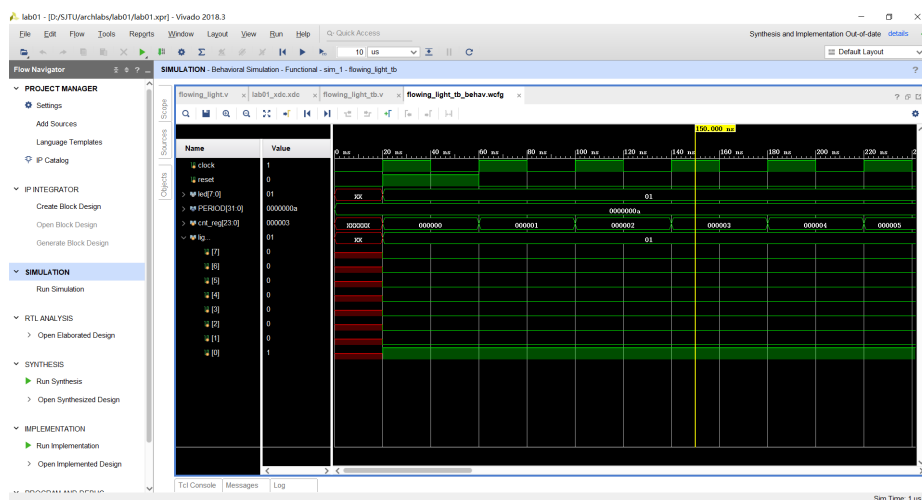 lab01 - [D:/SJTU/archlabs/lab01/lab01.xpr] - Vivado 2018.3
File Edit Flow Tools Reports Window Layout View Run Help Quick Access
Synthesis and Implementation Out-of-date details
10 us
Default Layout
Flow Navigator
SIMULATION - Behavioral Simulation - Functional - sim_1 - flowing_light_tb
PROJECT MANAGER
Settings
Add Sources
Language Templates
IP Catalog
IP INTEGRATOR
Create Block Design
Open Block Design
Generate Block Design
SIMULATION
Run Simulation
RTL ANALYSIS
Open Elaborated Design
SYNTHESIS
Run Synthesis
Open Synthesized Design
IMPLEMENTATION
Run Implementation
Open Implemented Design
PROGRAM AND DEBUG
Scope
Sources
Objects
flowing_light.v × lab01_xdc.xdc × flowing_light_tb.v × flowing_light_tb_behav.wcfg ×
150.000 ns
Name Value
0 ns 20 ns 40 ns 60 ns 80 ns 100 ns 120 ns 140 ns 160 ns 180 ns 200 ns 220 ns
clock 1
reset 0
led[7:0] 01 XX 01
PERIOD[31:0] 0000000a 0000000a
cnt_reg[23:0] 000003 XXXXXX 000000 000001 000002 000003 000004 000005
lig... 01 XX 01
[7] 0
[6] 0
[5] 0
[4] 0
[3] 0
[2] 0
[1] 0
[0] 1
Tcl Console Messages Log
Sim Time: 1 us